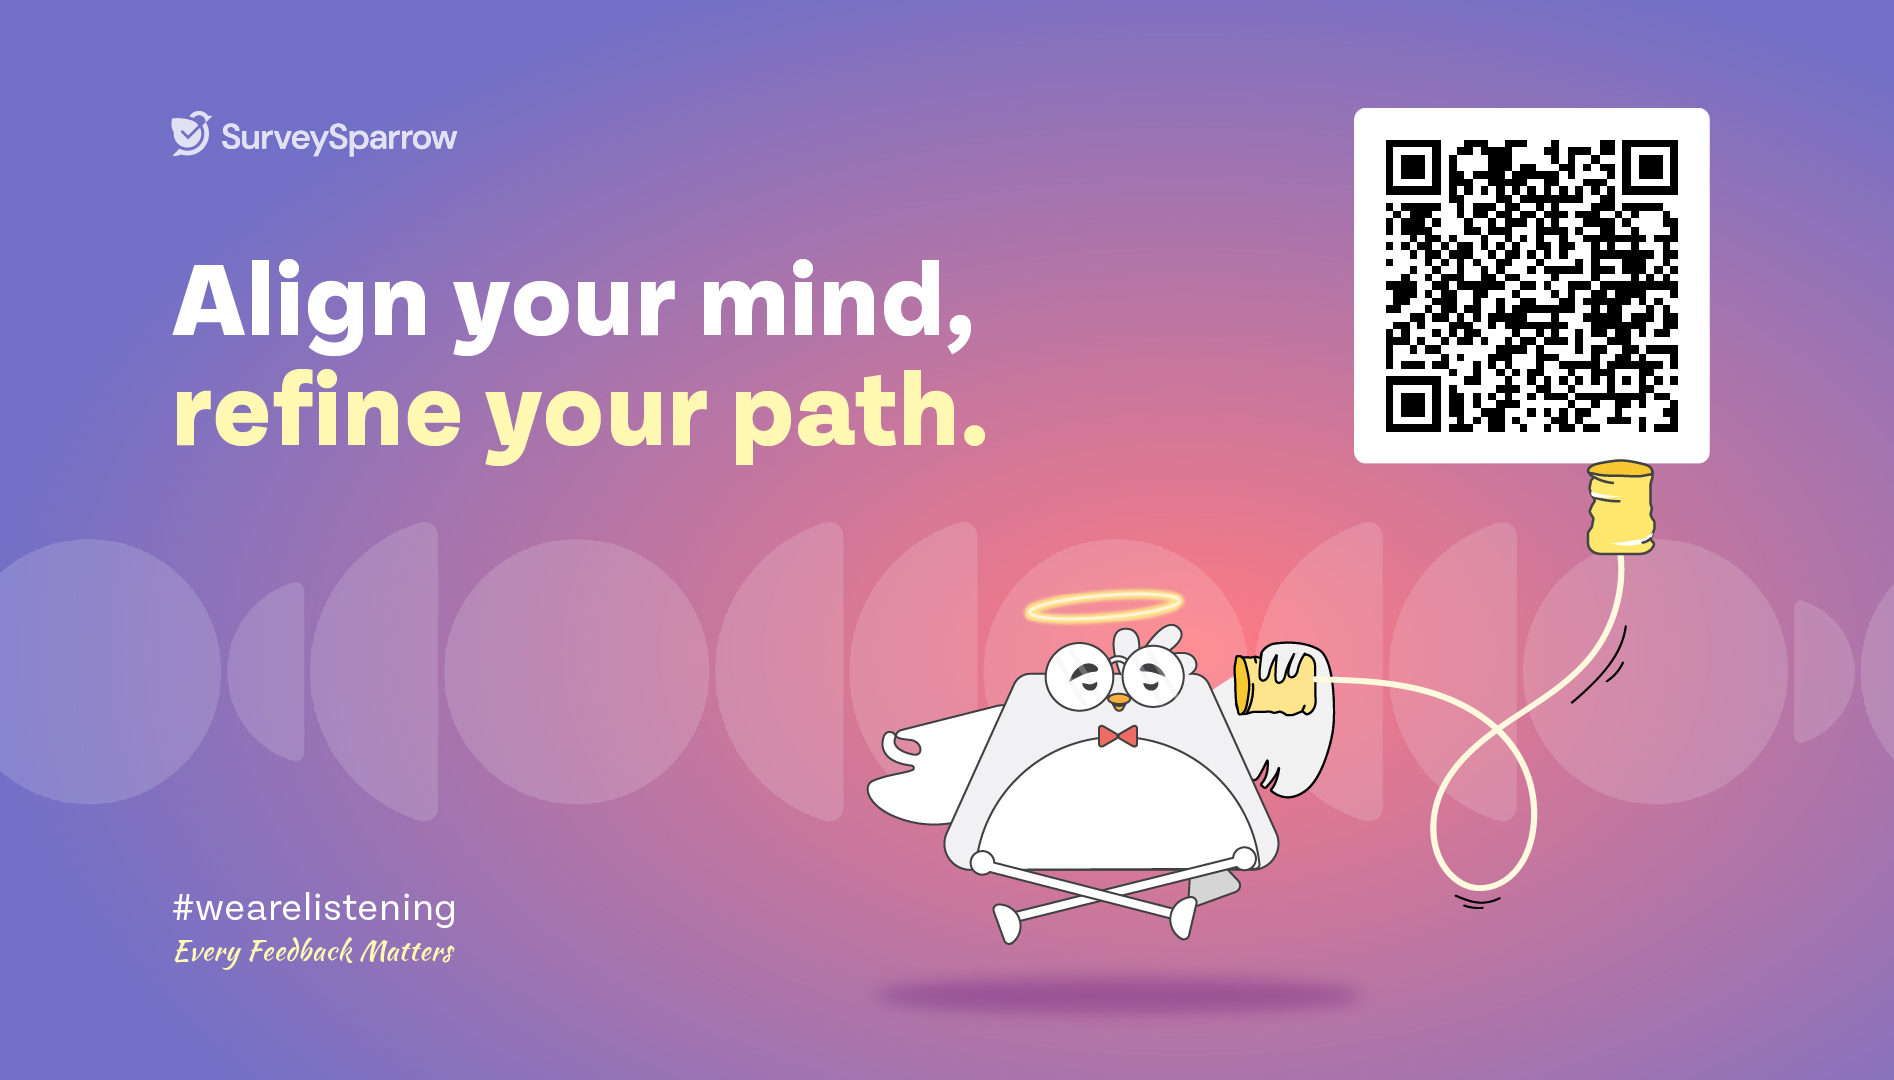 SurveySparrow
Align your mind,
refine your path.
#wearelistening
Every Feedback Matters